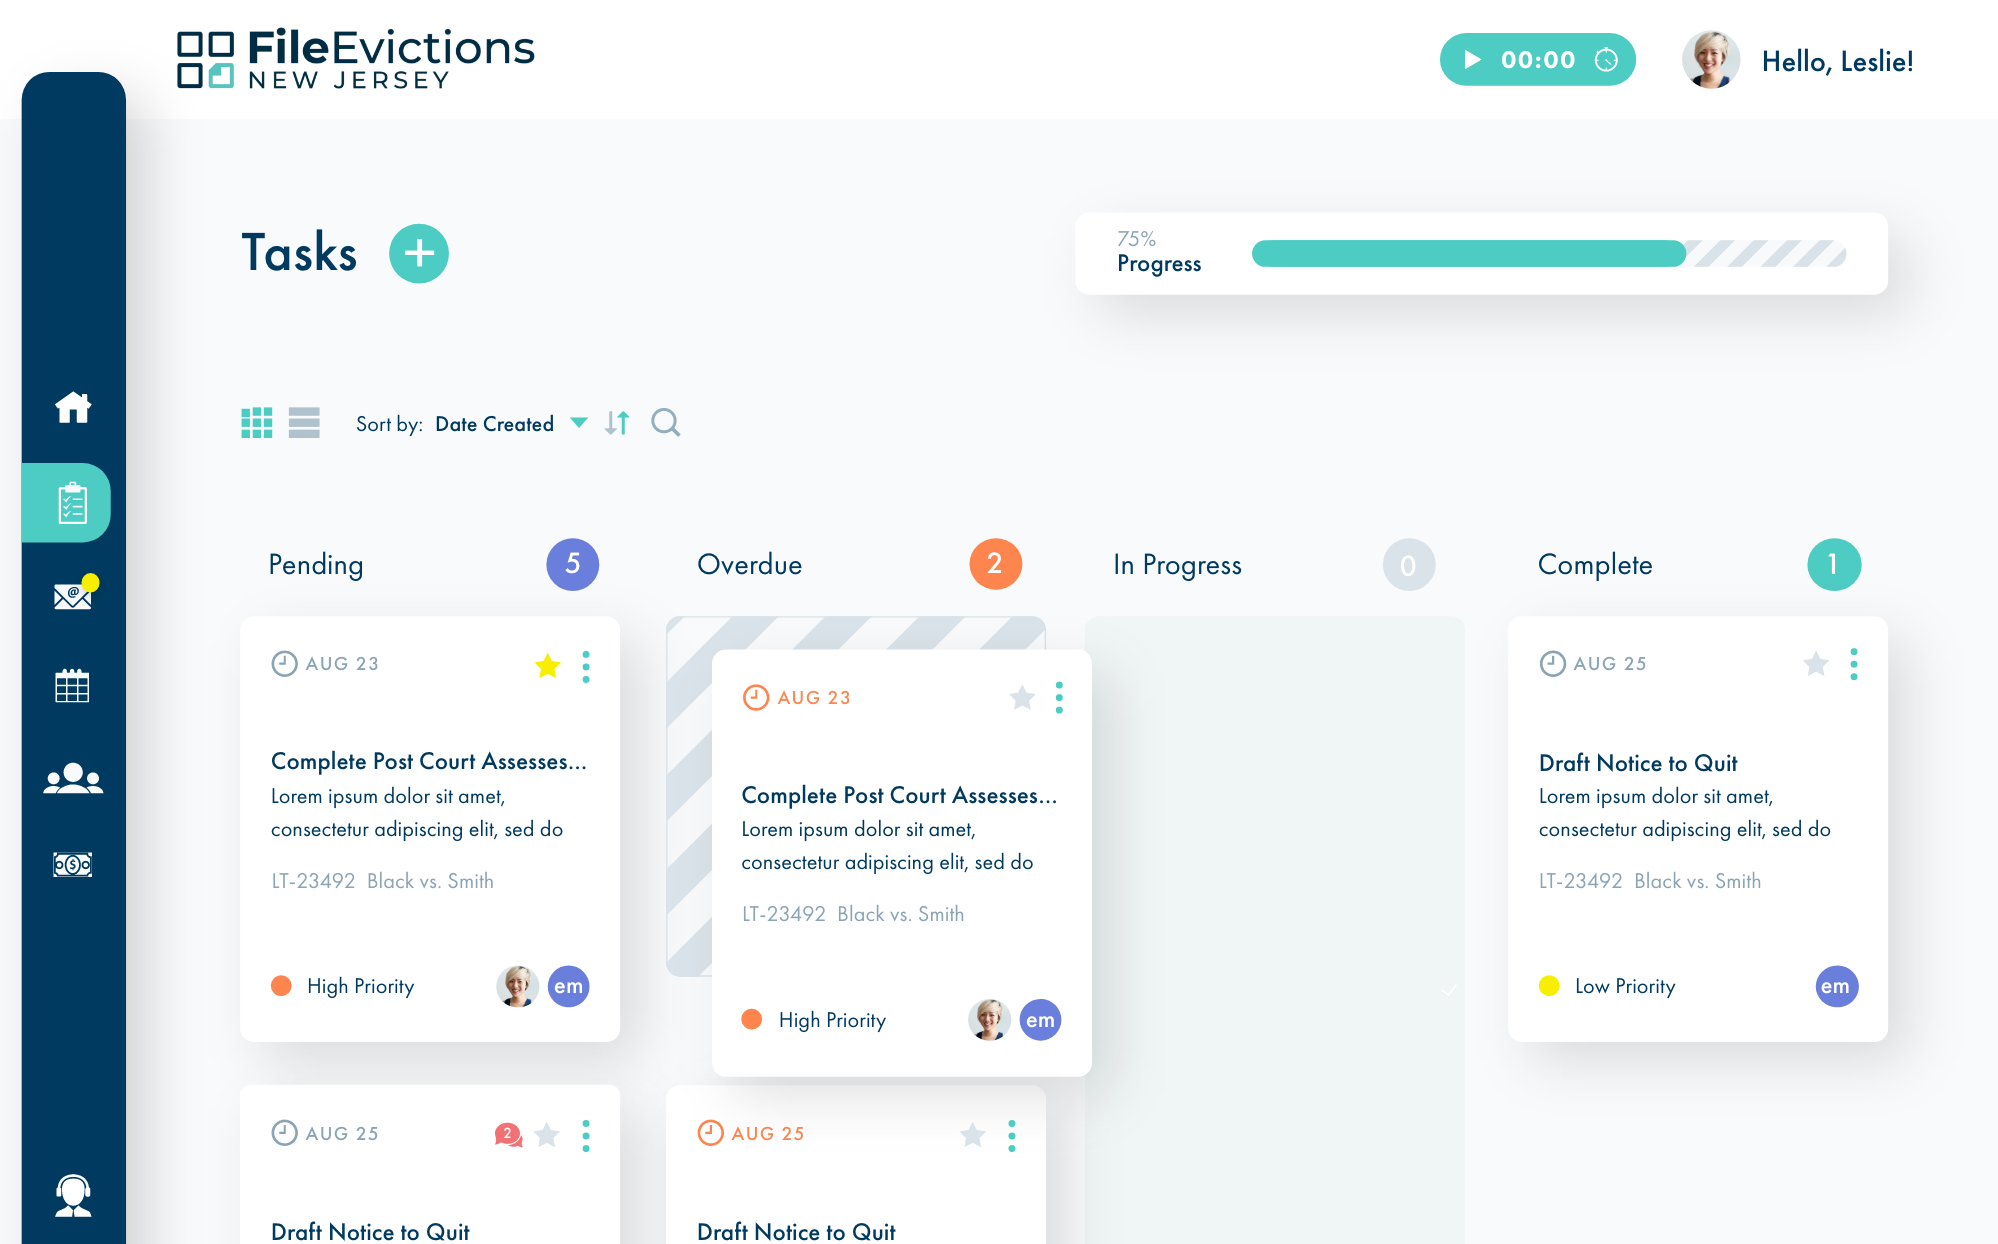 FileEvictions
NEW JERSEY
00:00
Hello, Leslie!
Tasks
75%
Progress
Sort by: Date Created
Pending
5
Overdue
2
In Progress
0
Complete
1
AUG 23
Complete Post Court Assesses...
Lorem ipsum dolor sit amet,
consectetur adipiscing elit, sed do
LT-23492 Black vs. Smith
High Priority
em
AUG 25
2
Draft Notice to Quit
AUG 23
Complete Post Court Assesses...
Lorem ipsum dolor sit amet,
consectetur adipiscing elit, sed do
LT-23492 Black vs. Smith
High Priority
em
AUG 25
Draft Notice to Quit
AUG 25
Draft Notice to Quit
Lorem ipsum dolor sit amet,
consectetur adipiscing elit, sed do
LT-23492 Black vs. Smith
Low Priority
em